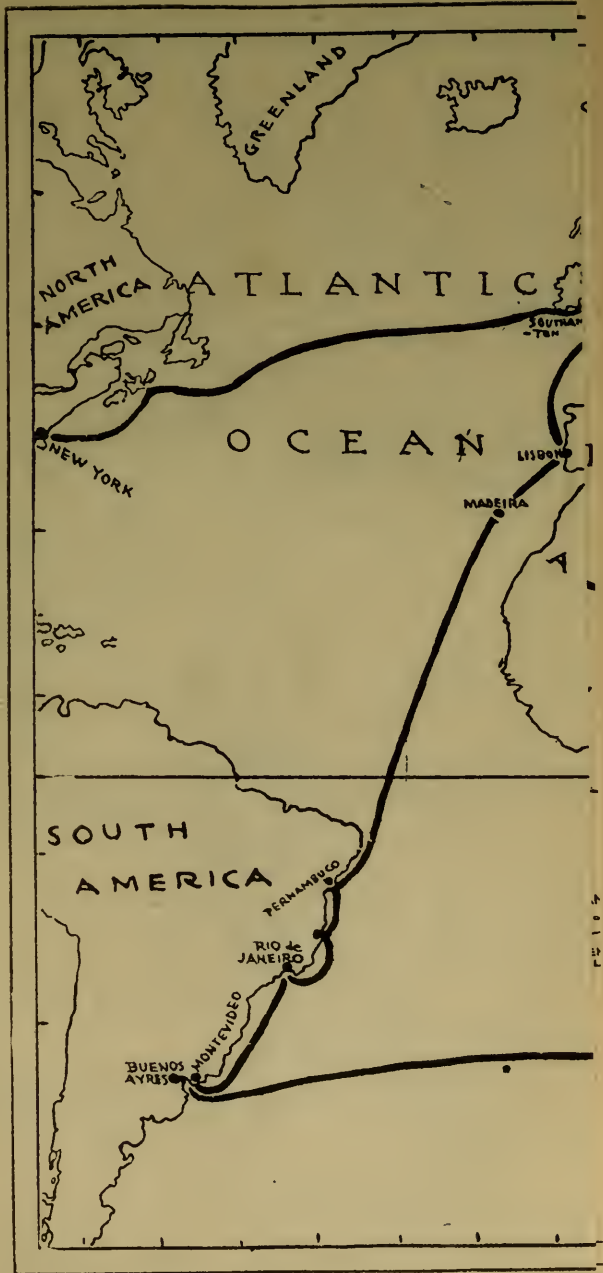 GREENLAND
NORTH
AMERICA
ATLANTIC
SOUTHAM
-TON
OCEAN
NEW YORK
LISBON
MADEIRA
A
SOUTH
AMERICA
PERNAMBUCO
RIO de
JANEIRO
MONTEVIDEO
BUENOS
AYRES